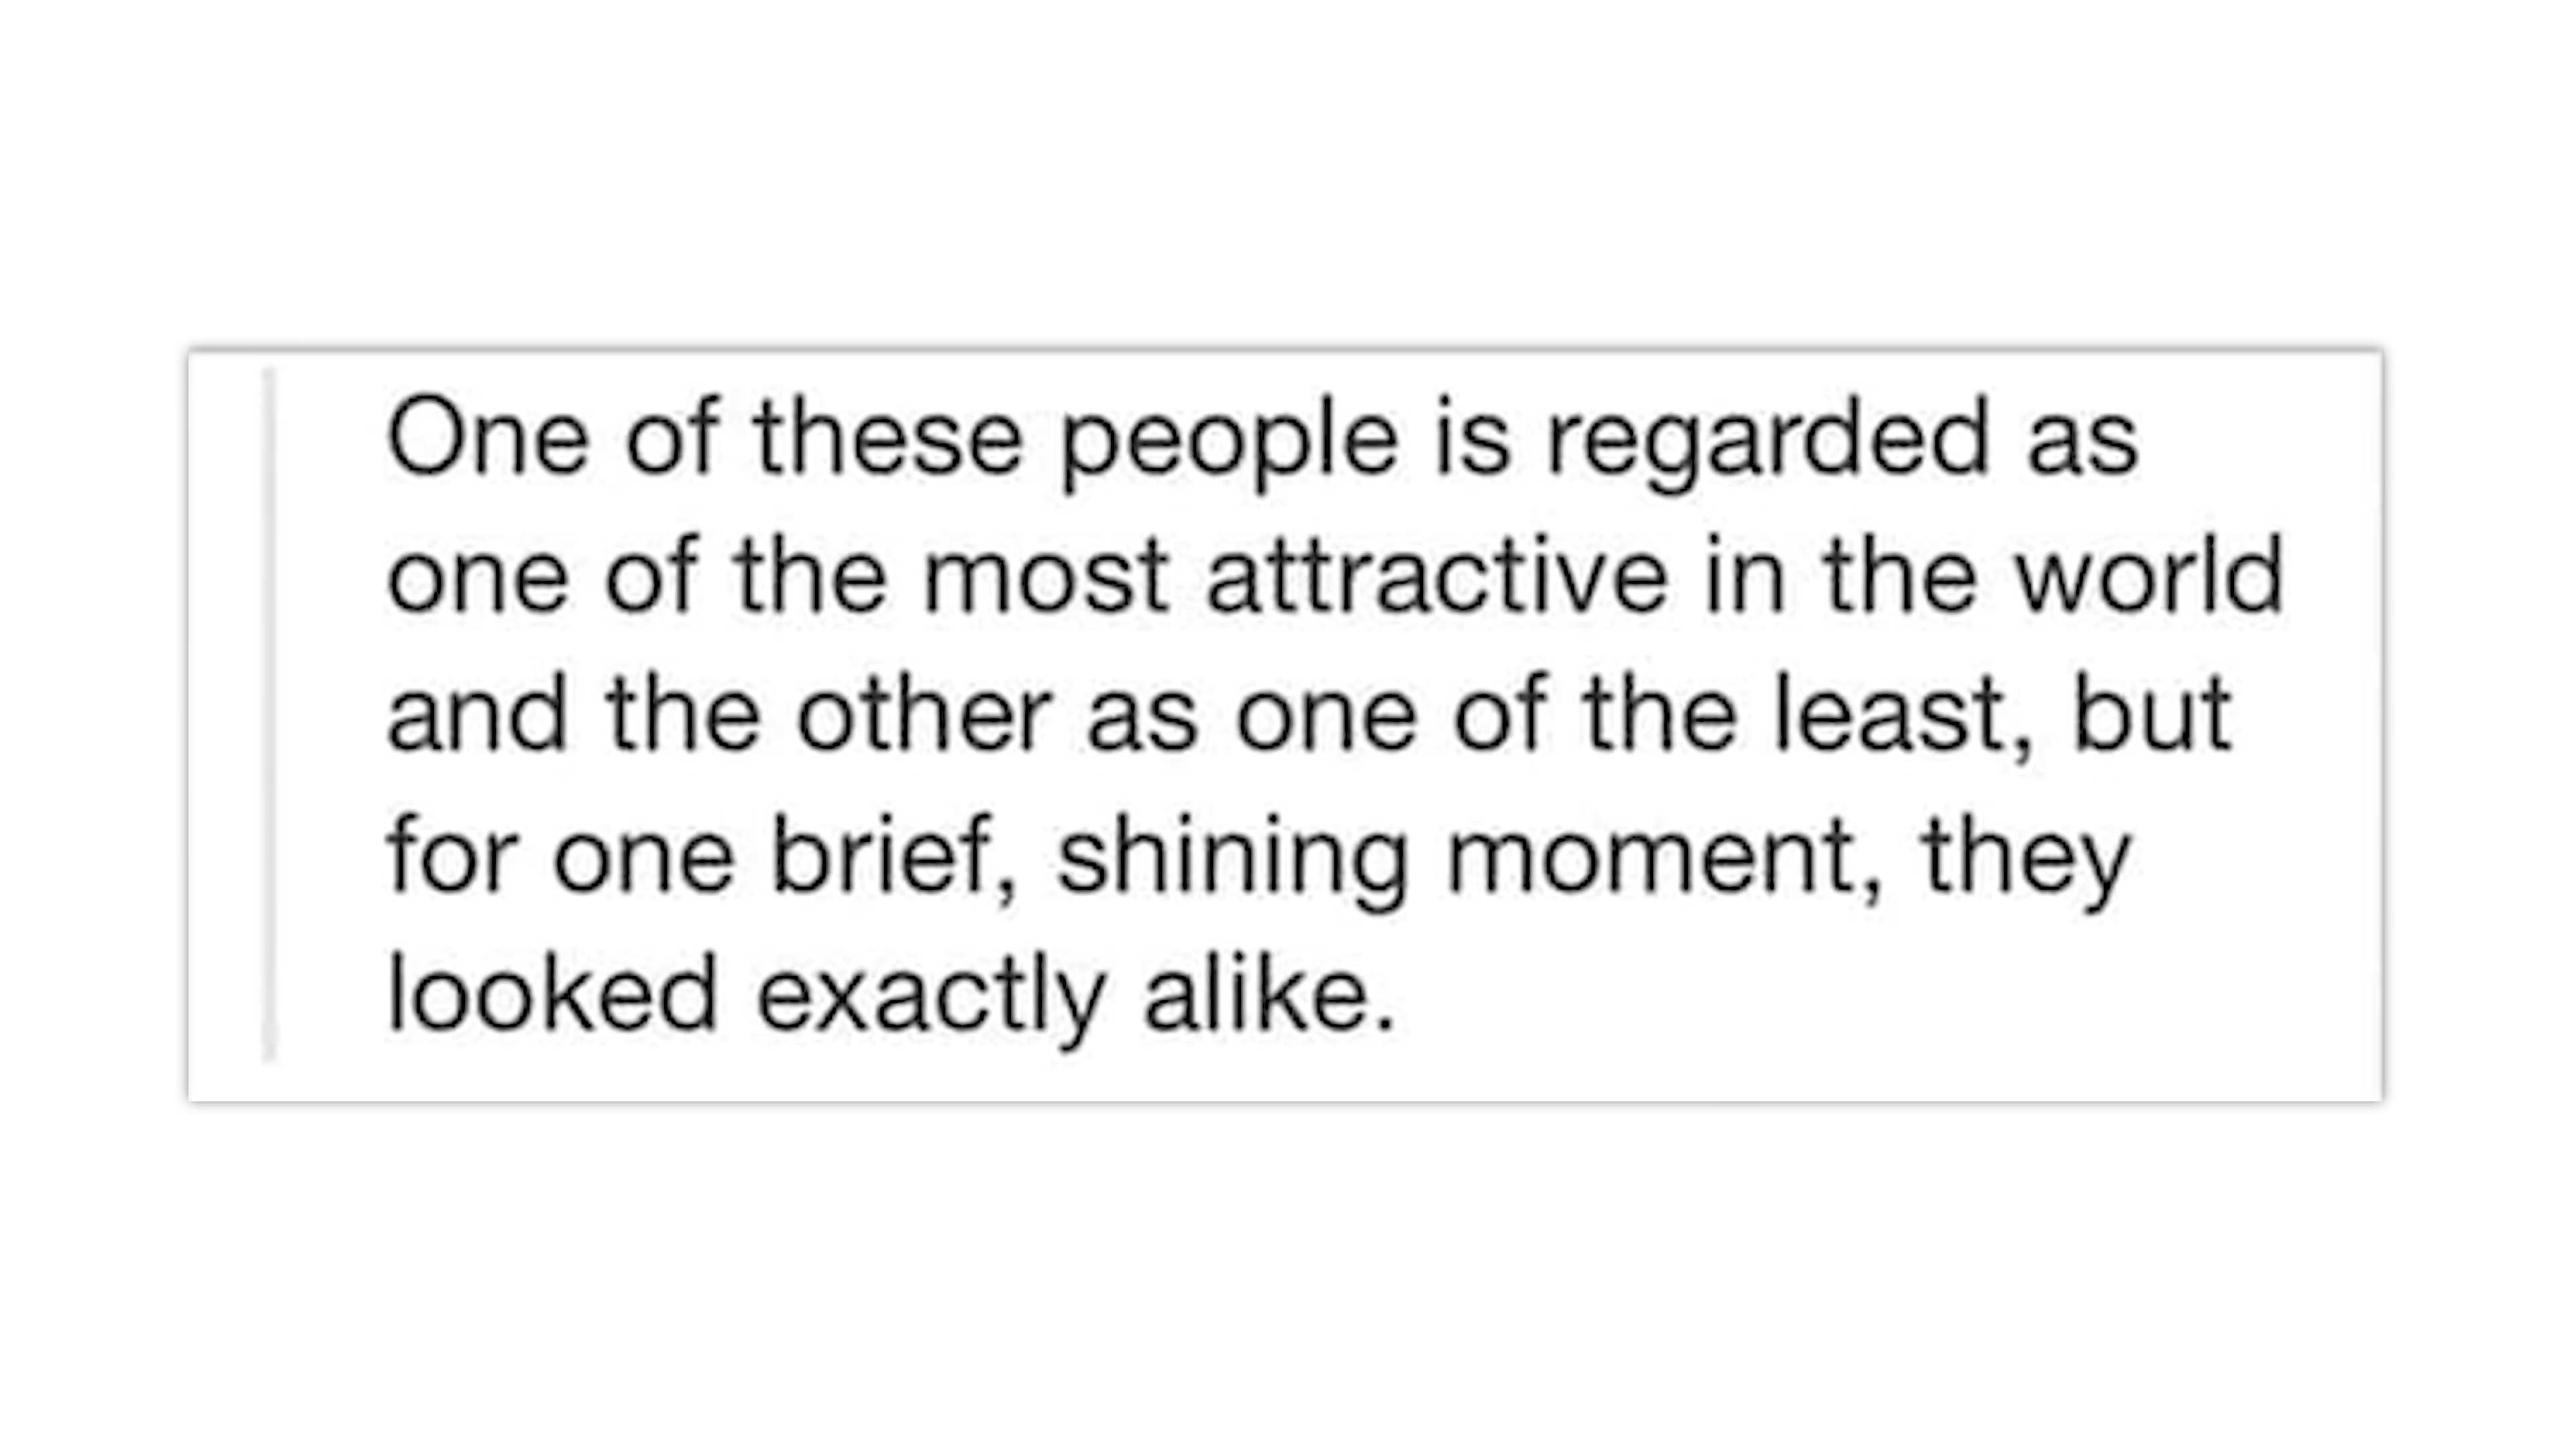 One of these people is regarded as
one of the most attractive in the world
and the other as one of the least, but
for one brief, shining moment, they
looked exactly alike.